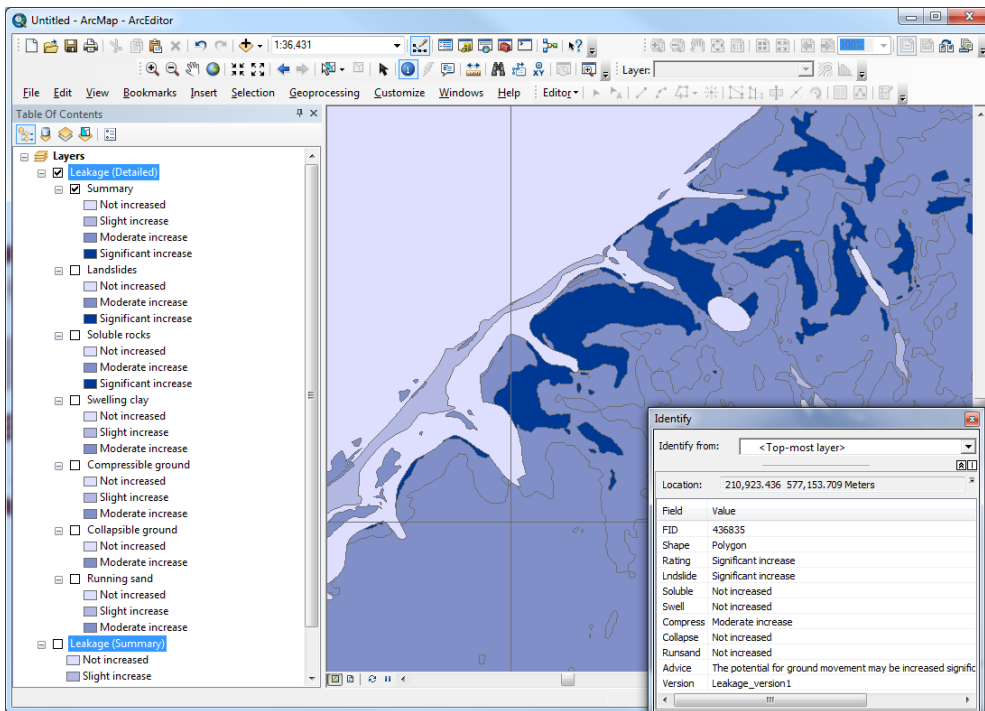 Untitled - ArcMap - ArcEditor
1:36,431
100%
Layer:
File Edit View Bookmarks Insert Selection Geoprocessing Customize Windows Help Editor
Table Of Contents
Layers
Leakage (Detailed)
Summary
Not increased
Slight increase
Moderate increase
Significant increase
Landslides
Not increased
Moderate increase
Significant increase
Soluble rocks
Not increased
Moderate increase
Significant increase
Swelling clay
Not increased
Slight increase
Moderate increase
Compressible ground
Not increased
Slight increase
Moderate increase
Collapsible ground
Not increased
Moderate increase
Running sand
Not increased
Slight increase
Moderate increase
Leakage (Summary)
Not increased
Slight increase
Identify
Identify from: <Top-most layer>
Location: 210,923.436 577,153.709 Meters
Field Value
FID 436835
Shape Polygon
Rating Significant increase
Lndslide Significant increase
Soluble Not increased
Swell Not increased
Compress Moderate increase
Collapse Not increased
Runsand Not increased
Advice The potential for ground movement may be increased signific
Version Leakage_version1